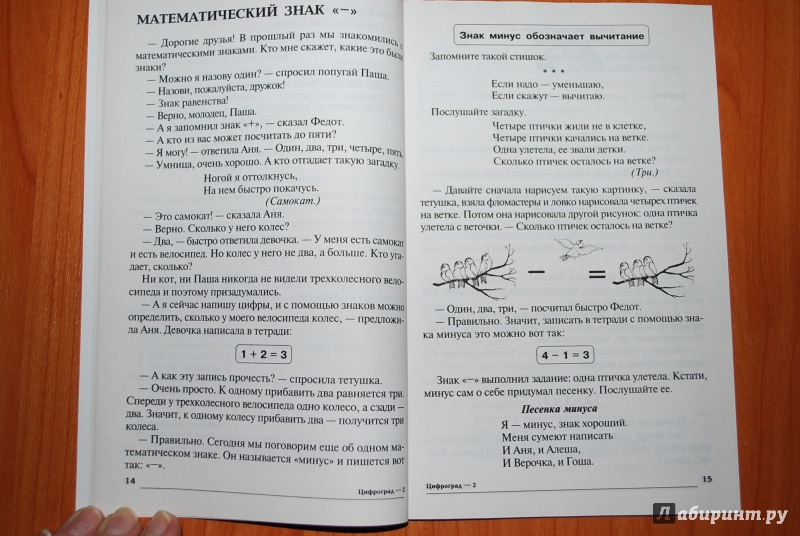 МАТЕМАТИЧЕСКИЙ ЗНАК «–»
— Дорогие друзья! В прошлый раз мы знакомились с
математическими знаками. Кто мне скажет, какие это были
знаки?
— Можно я назову один? — спросил попугай Паша.
— Назови, пожалуйста, дружок!
— Знак равенства!
— Верно, молодец, Паша.
— А я запомнил знак «+», — сказал Федот.
— А кто из вас может посчитать до пяти?
— Я могу! — ответила Аня. — Один, два, три, четыре, пять.
— Умница, очень хорошо. А кто отгадает такую загадку.
Ногой я оттолкнусь,
На нем быстро покачусь.
(Самокат.)
— Это самокат! — сказала Аня.
— Верно. Сколько у него колес?
— Два, — быстро ответила девочка. — У меня есть самокат
и есть велосипед. Но колес у него не два, а больше. Кто уга-
дает, сколько?
Ни кот, ни Паша никогда не видели трехколесного вело-
сипеда и поэтому призадумались.
— А я сейчас напишу цифры, и с помощью знаков можно
определить, сколько у моего велосипеда колес, — предложи-
ла Аня. Девочка написала в тетради:
1 + 2 = 3
— А как эту запись прочесть? — спросила тетушка.
— Очень просто. К одному прибавить два равняется три.
Спереди у трехколесного велосипеда одно колесо, а сзади —
два. Значит, к одному колесу прибавить два — получится три
колеса.
— Правильно. Сегодня мы поговорим еще об одном ма-
тематическом знаке. Он называется «минус» и пишется вот
так: «–».
14
Цифроград — 2
Знак минус обозначает вычитание
Запомните такой стишок.
* * *
Если надо — уменьшаю,
Если скажут — вычитаю.
Послушайте загадку.
Четыре птички жили не в клетке,
Четыре птички качались на ветке.
Одна улетела, ее звали детки.
Сколько птичек осталось на ветке?
(Три.)
— Давайте сначала нарисуем такую картинку, — сказала
тетушка, взяла фломастеры и ловко нарисовала четырех птичек
на ветке. Потом она нарисовала другой рисунок: одна птичка
улетела с веточки. — Сколько птичек осталось на ветке?
– =
— Один, два, три, — посчитал быстро Федот.
— Правильно. Значит, записать в тетради с помощью зна-
ка минуса это можно вот так:
4 – 1 = 3
Знак «–» выполнил задание: одна птичка улетела. Кстати,
минус сам о себе придумал песенку. Послушайте ее.
Песенка минуса
Я — минус, знак хороший.
Меня сумеют написать
И Аня, и Алеша,
И Верочка, и Гоша.
Цифроград — 2
15
Лабиринт.ру